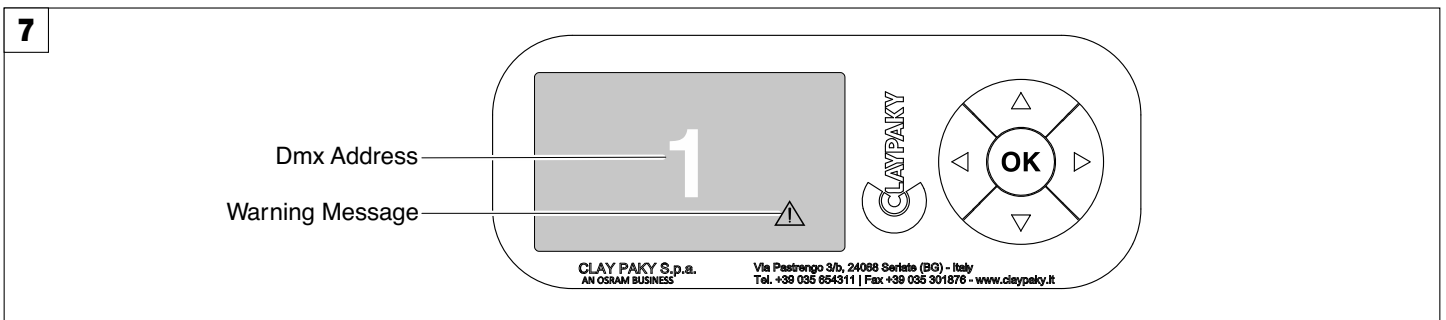 7
Dmx Address
1
Warning Message
CLAYPAKY
OK
CLAY PAKY S.p.a.
AN OSRAM BUSINESS
Via Pastrengo 3/b, 24068 Seriate (BG) - Italy
Tel. +39 035 654311 | Fax +39 035 301876 - www.claypaky.it